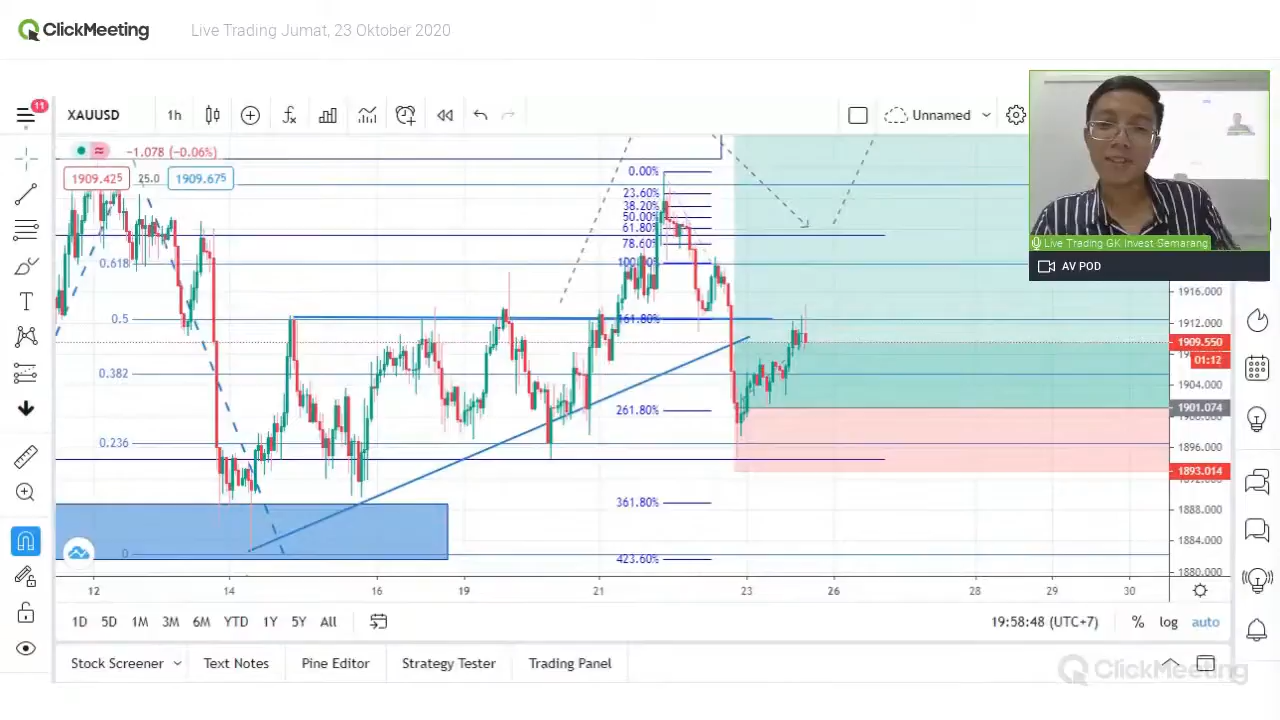 ClickMeeting
Live Trading Jumat, 23 Oktober 2020
11
XAUUSD
1h
Unnamed
−1.078 (−0.06%)
1909.425
25.0
1909.675
Live Trading GK Invest Semarang
AV POD
0.00%
23.60%
38.20%
50.00%
61.80%
78.60%
0.618
0.5
0.382
261.80%
0.236
361.80%
0
423.60%
1916.000
1912.000
1909.550
01:12
1904.000
1901.074
1896.000
1893.014
1888.000
1884.000
1880.000
12
14
16
19
21
23
26
28
29
30
1D
5D
1M
3M
6M
YTD
1Y
5Y
All
19:58:48 (UTC+7)
%
log
auto
Stock Screener
Text Notes
Pine Editor
Strategy Tester
Trading Panel
ClickMeeting